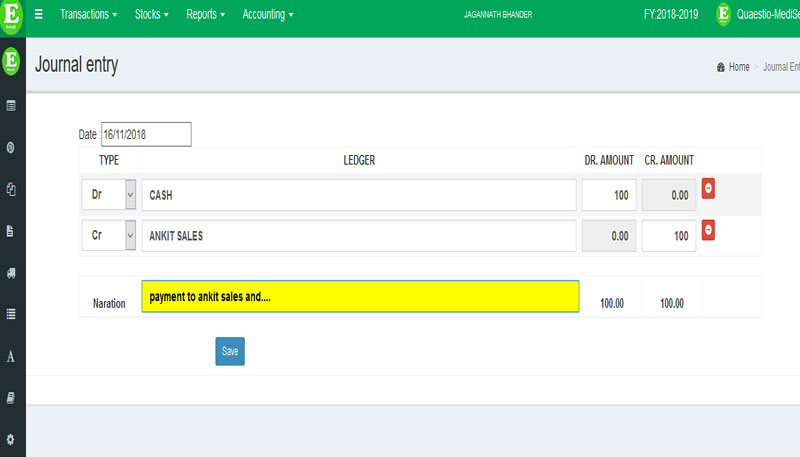 E Transactions Stocks Reports Accounting JAGANNATH BHANDER FY:2018-2019 E Quaestio-MediSe
E
Journal entry Home > Journal Ent
Date : 16/11/2018
TYPE LEDGER DR. AMOUNT CR. AMOUNT
Dr CASH 100 0.00
Cr ANKIT SALES 0.00 100
Naration payment to ankit sales and.... 100.00 100.00
Save
A